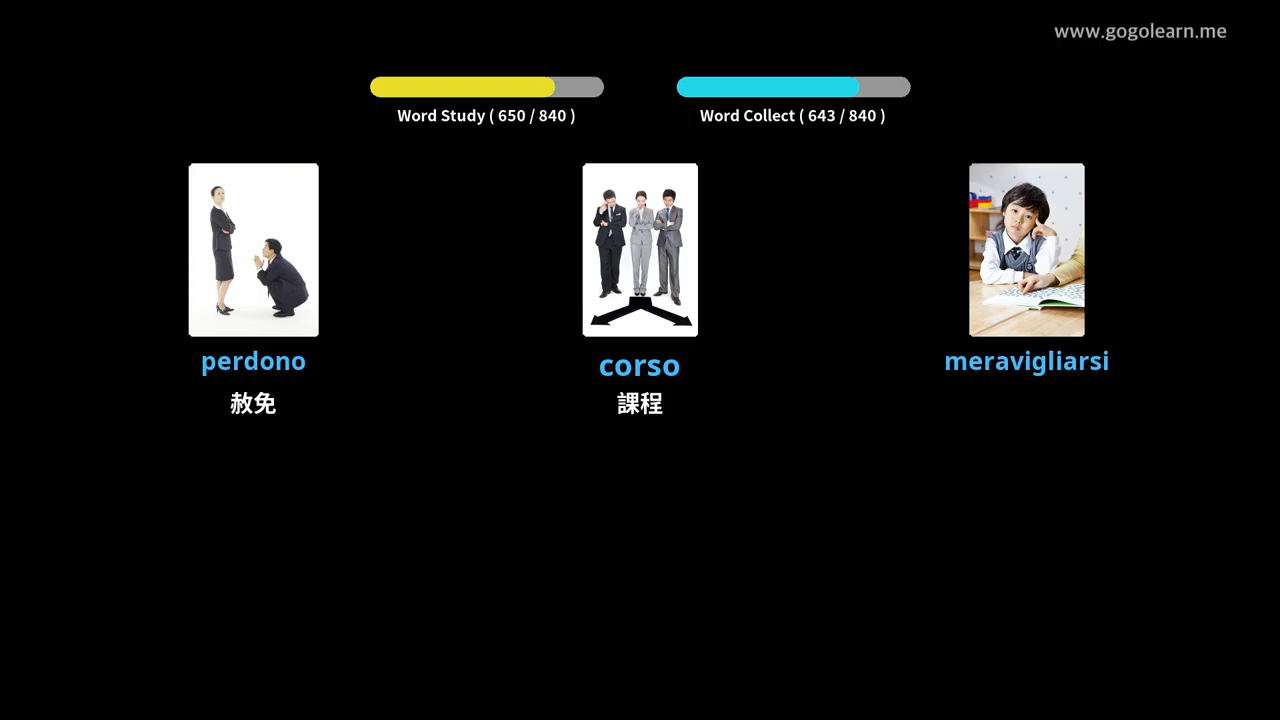 www.gogolearn.me
Word Study ( 650 / 840 )
Word Collect ( 643 / 840 )
perdono
corso
meravigliarsi
赦免
課程